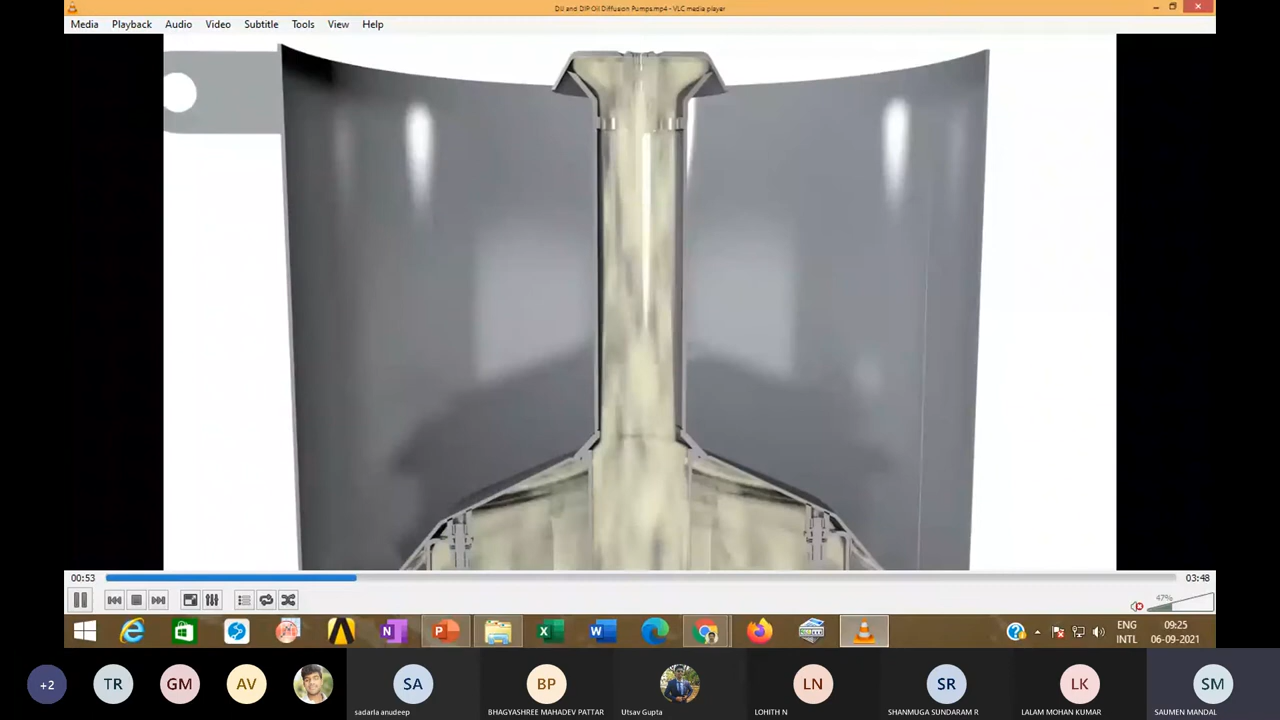 DIJ and DIP Oil Diffusion Pumps.mp4 - VLC media player
Media Playback Audio Video Subtitle Tools View Help
00:53
03:48
47%
N
P
X
W
ENG
INTL
09:25
06-09-2021
+2
TR
GM
AV
SA
BP
LN
SR
LK
SM
sadarla anudeep
BHAGYASHREE MAHADEV PATTAR
Utsav Gupta
LOHITH N
SHANMUGA SUNDARAM R
LALAM MOHAN KUMAR
SAUMEN MANDAL